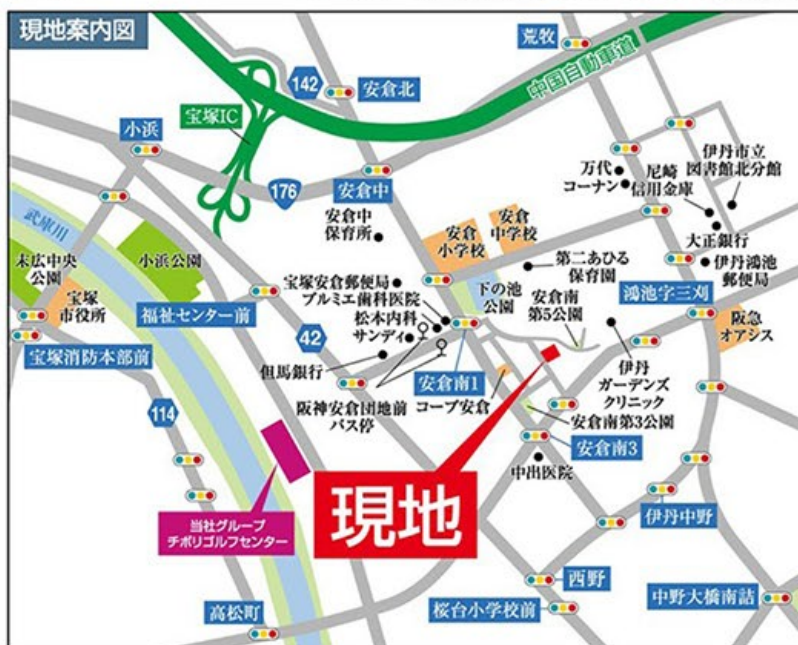 現地案内図
荒牧
中国自動車道
142
安倉北
宝塚IC
小浜
176
安倉中
安倉中
保育所
万代
コーナン
尼崎
信用金庫
伊丹市立
図書館北分館
大正銀行
伊丹鴻池
郵便局
武庫川
末広中央
公園
小浜公園
宝塚
市役所
福祉センター前
宝塚消防本部前
安倉
小学校
安倉
中学校
第二あひる
保育園
下の池
公園
安倉南
第5公園
鴻池字三刈
阪急
オアシス
宝塚安倉郵便局
プルミエ歯科医院
松本内科
サンディ
42
但馬銀行
阪神安倉団地前
バス停
安倉南1
コープ安倉
伊丹
ガーデンズ
クリニック
安倉南第3公園
安倉南3
中出医院
114
現地
当社グループ
チボリゴルフセンター
伊丹中野
西野
桜台小学校前
中野大橋南詰
高松町